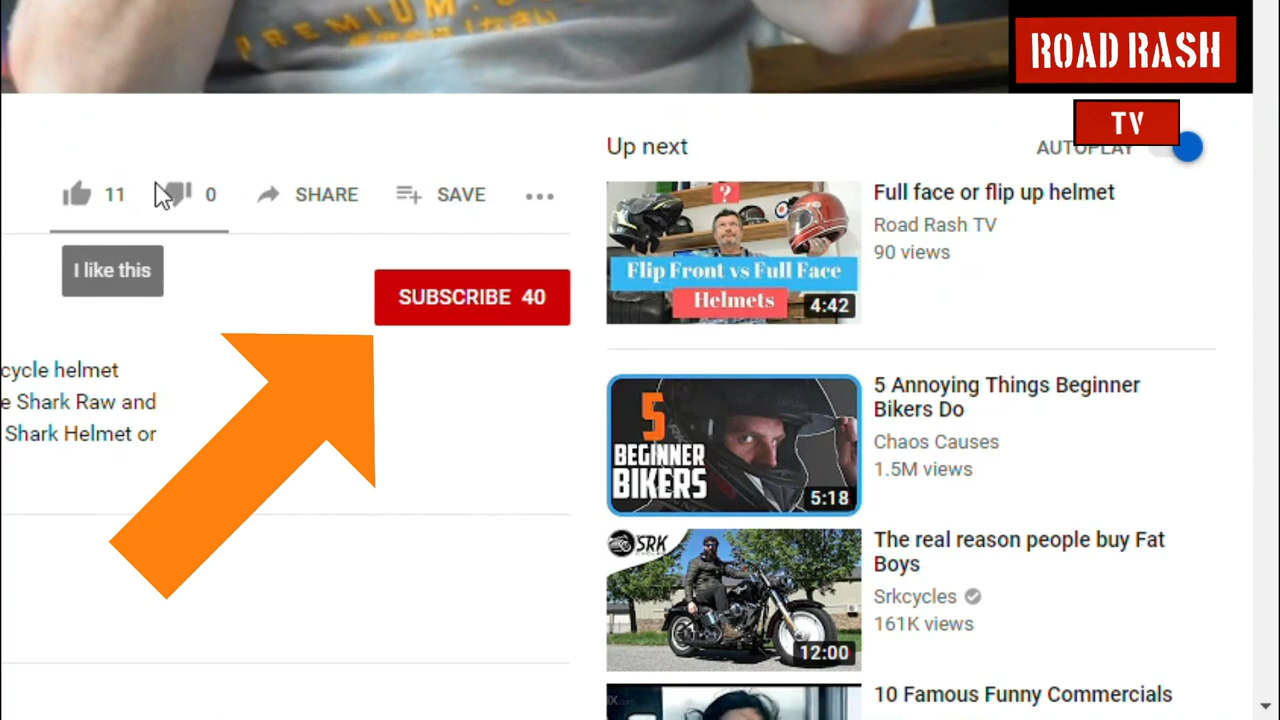 PREMIUM
ROAD RASH
TV
Up next
AUTOPLAY
11
0
SHARE
SAVE
I like this
SUBSCRIBE 40
cycle helmet
e Shark Raw and
Shark Helmet or
?
Flip Front vs Full Face
Helmets
4:42
Full face or flip up helmet
Road Rash TV
90 views
5
BEGINNER
BIKERS
5:18
5 Annoying Things Beginner
Bikers Do
Chaos Causes
1.5M views
SRK
12:00
The real reason people buy Fat
Boys
Srkcycles
161K views
10 Famous Funny Commercials